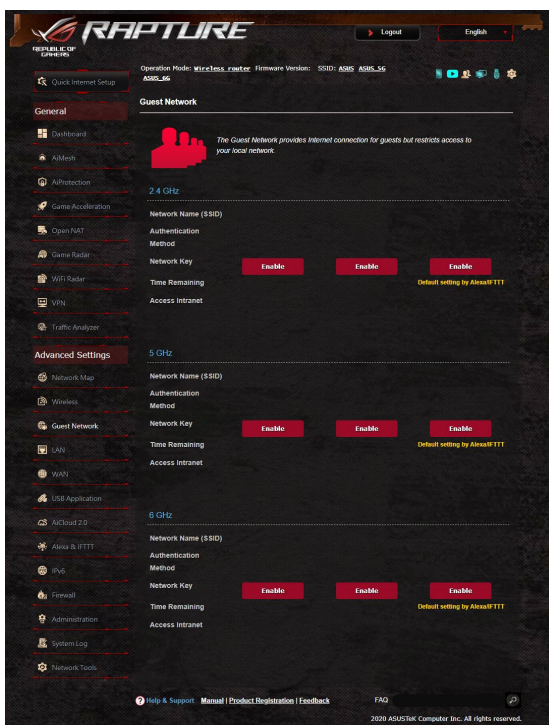 RAPTURE
REPUBLIC OF
GAMERS
Logout
English
Operation Mode: Wireless router Firmware Version: SSID: ASUS ASUS_5G
ASUS_6G
Quick Internet Setup
General
Dashboard
AiMesh
AiProtection
Game Acceleration
Open NAT
Game Radar
WiFi Radar
VPN
Traffic Analyzer
Advanced Settings
Network Map
Wireless
Guest Network
LAN
WAN
USB Application
AiCloud 2.0
Alexa & IFTTT
IPv6
Firewall
Administration
System Log
Network Tools
Guest Network
The Guest Network provides Internet connection for guests but restricts access to
your local network.
2.4 GHz
Network Name (SSID)
Authentication
Method
Network Key
Enable Enable Enable
Time Remaining
Default setting by Alexa/IFTTT
Access Intranet
5 GHz
Network Name (SSID)
Authentication
Method
Network Key
Enable Enable Enable
Time Remaining
Default setting by Alexa/IFTTT
Access Intranet
6 GHz
Network Name (SSID)
Authentication
Method
Network Key
Enable Enable Enable
Time Remaining
Default setting by Alexa/IFTTT
Access Intranet
Help & Support Manual | Product Registration | Feedback FAQ
2020 ASUSTeK Computer Inc. All rights reserved.